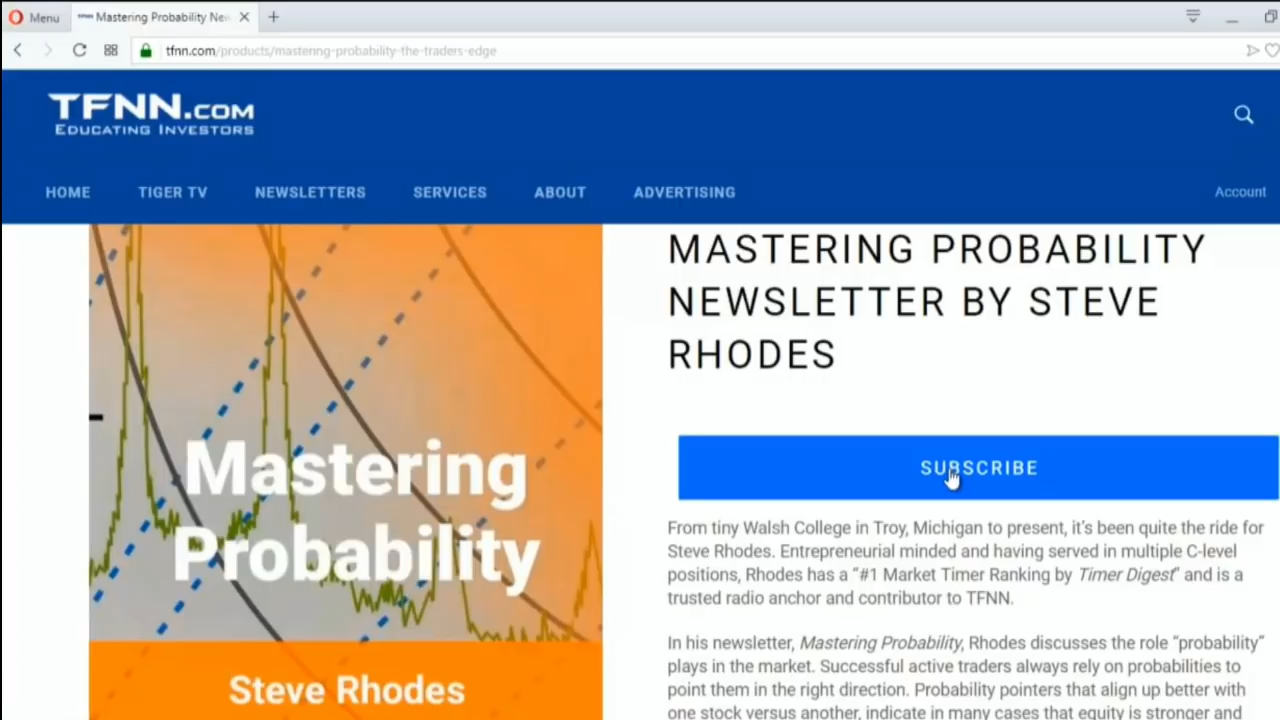 Menu
Mastering Probability Nev
tfnn.com/products/masterng-probability-the-traders-edge
TFNN.COM
EDUCATING INVESTORS
HOME TIGER TV NEWSLETTERS SERVICES ABOUT ADVERTISING Account
MASTERING PROBABILITY
NEWSLETTER BY STEVE
RHODES
Mastering
Probability
Steve Rhodes
SUBSCRIBE
From tiny Walsh College in Troy, Michigan to present, it's been quite the ride for
Steve Rhodes. Entrepreneurial minded and having served in multiple C-level
positions, Rhodes has a “#1 Market Timer Ranking by Timer Digest” and is a
trusted radio anchor and contributor to TFNN.
In his newsletter, Mastering Probability, Rhodes discusses the role “probability”
plays in the market. Successful active traders always rely on probabilities to
point them in the right direction. Probability pointers that align up better with
one stock versus another, indicate in many cases that equity is stronger and